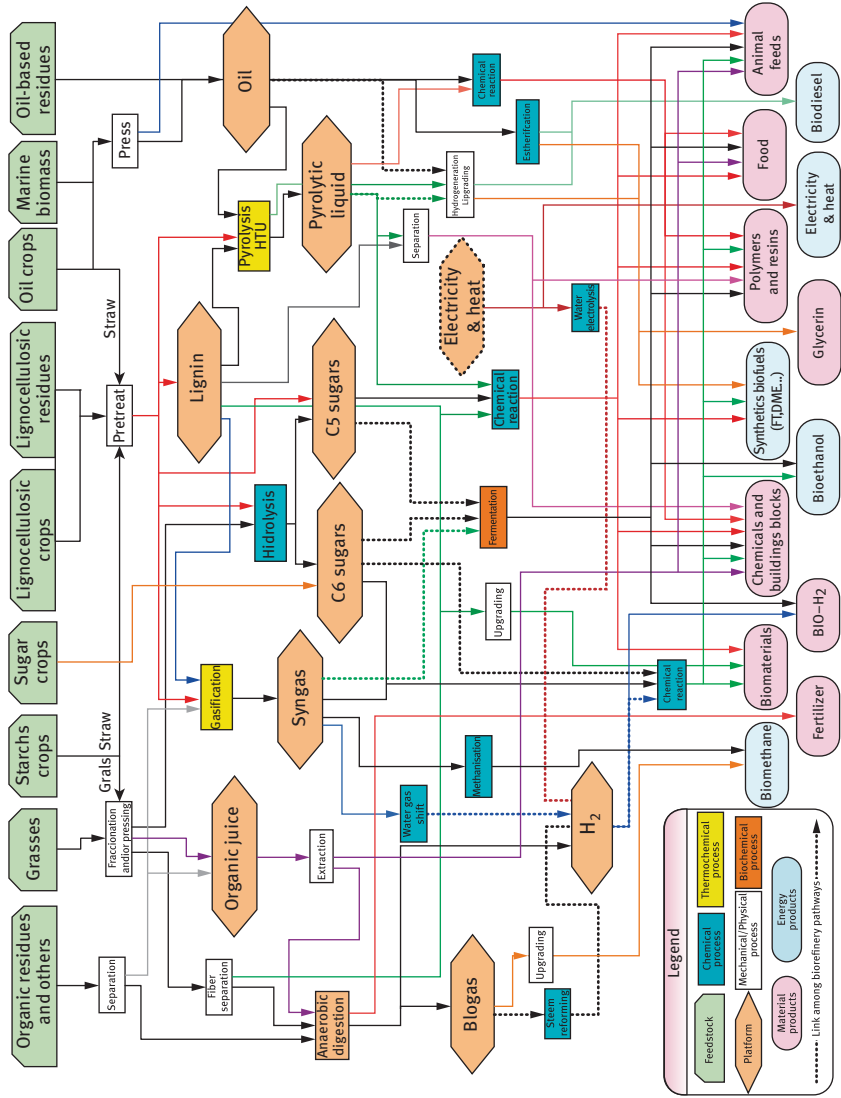 Organic residues
and others
Grasses
Starchs
crops
Sugar
crops
Lignocellulosic
crops
Lignocellulosic
residues
Oil crops
Marine
biomass
Oil-based
residues
Separation
Fraccionation
and/or pressing
Grals
Straw
Pretreat
Straw
Press
Fiber
separation
Organic juice
Gasification
Hidrolysis
Lignin
Pyrolysis
HTU
Oil
Anaerobic
digestion
Extraction
Syngas
C6 sugars
C5 sugars
Pyrolytic
liquid
Separation
Water gas
shift
Methanisation
Upgrading
Fermentation
Chemical
reaction
Electricity
& heat
Hydrogeneration
Lipgrading
Chemical
reaction
Estherifcation
Biogas
Steem
reforming
Upgrading
H2
Chemical
reaction
Water
electrolysis
Biomethane
Fertilizer
Biomaterials
BIO–H2
Chemicals and
buildings blocks
Bioethanol
Synthetics biofuels
(FT,DME...)
Glycerin
Polymers
and resins
Electricity
& heat
Food
Biodiesel
Animal
feeds
Legend
Feedstock
Chemical
process
Thermochemical
process
Platform
Mechanical/Physical
process
Biochemical
process
Material
products
Energy
products
Link among biorefinery pathways